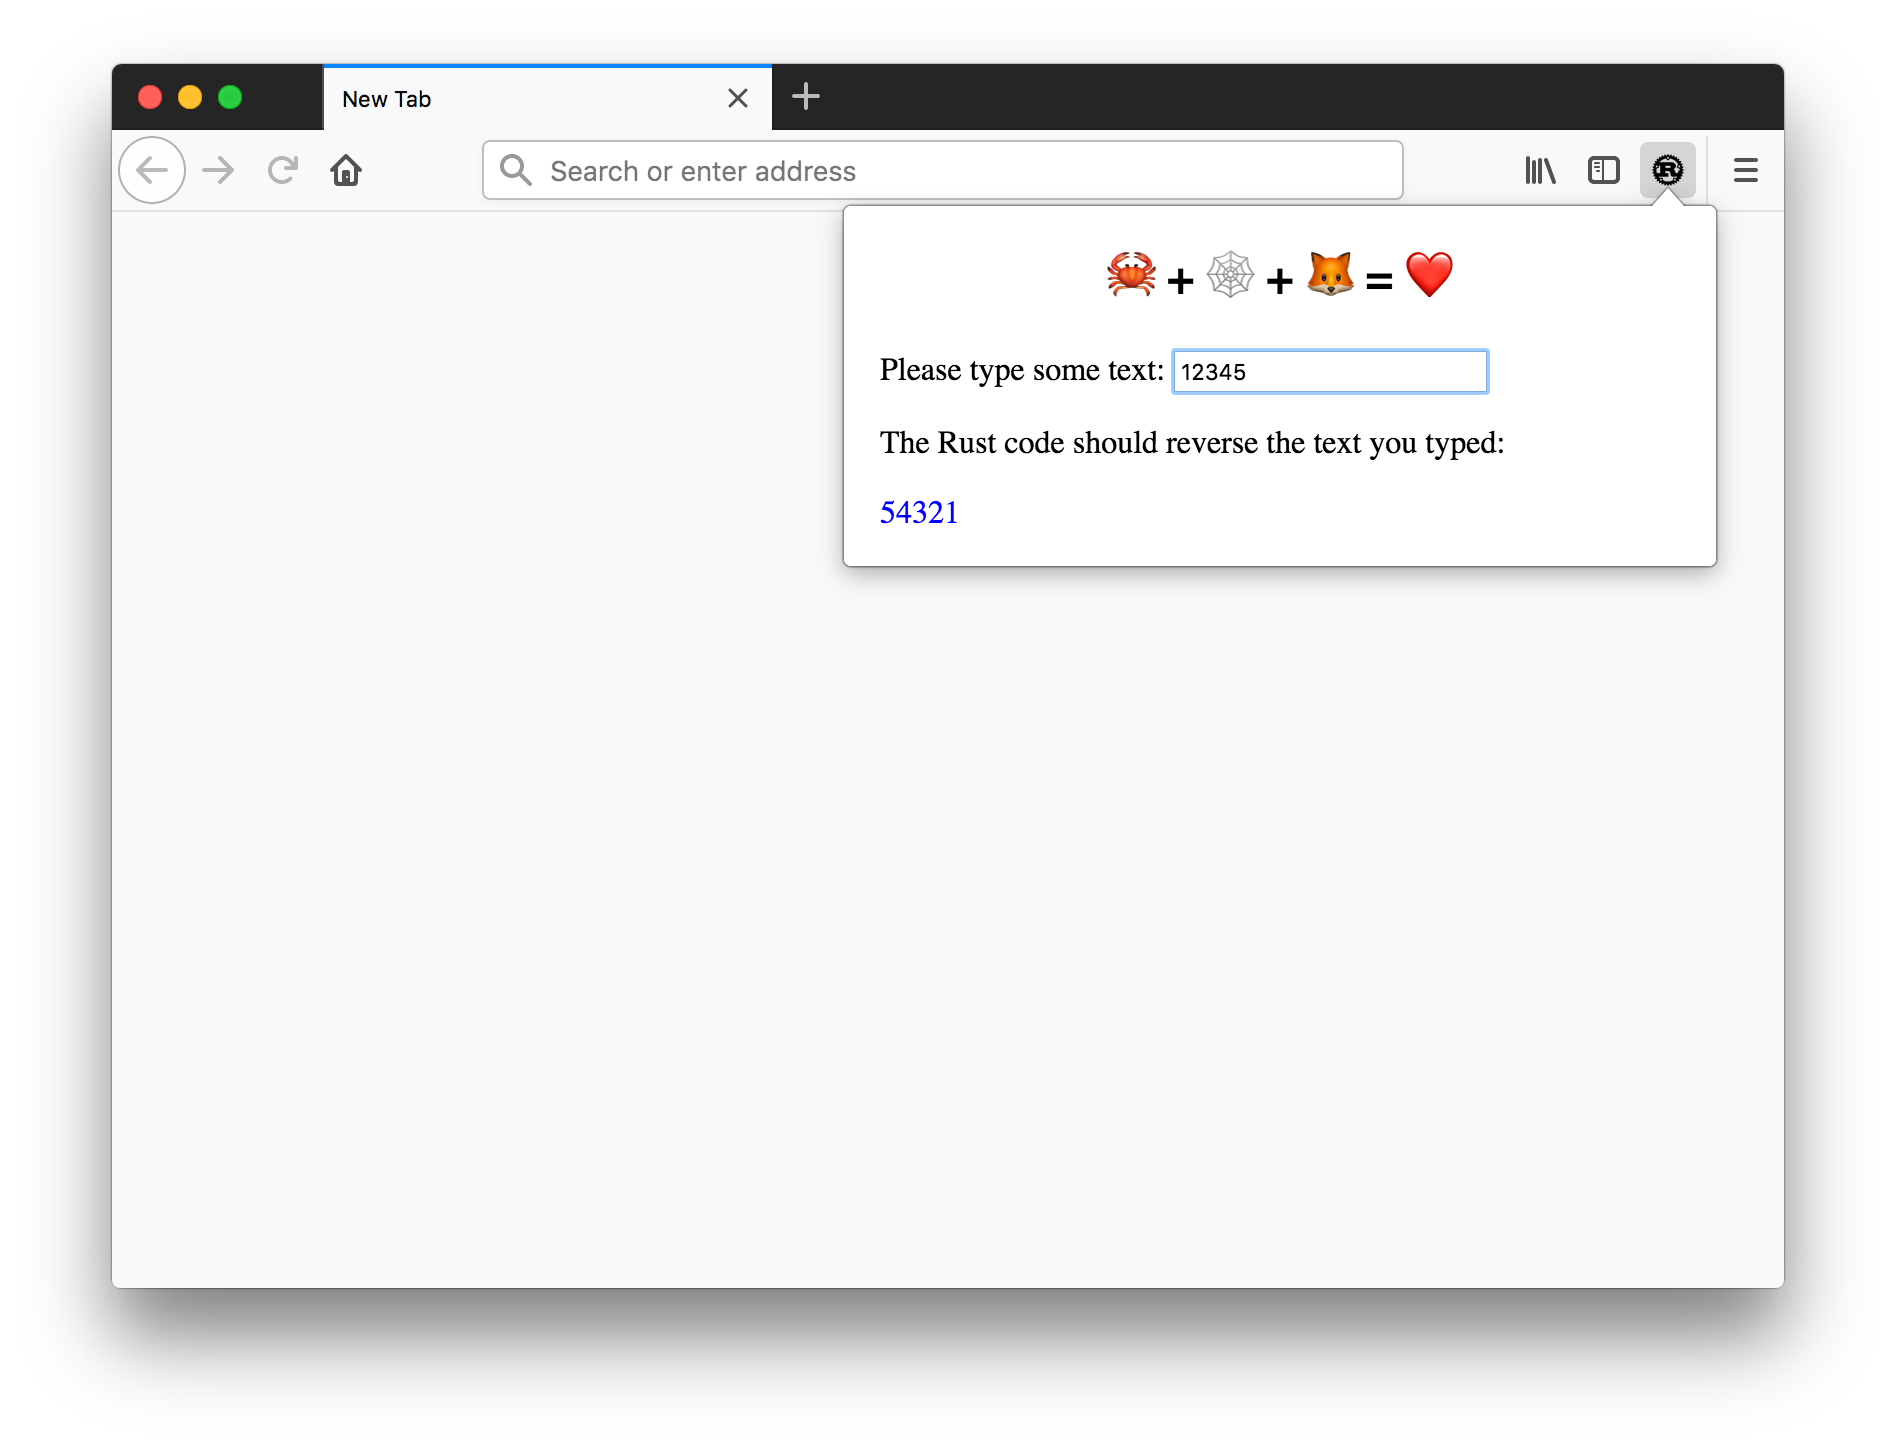 New Tab
Search or enter address
🦀 + 🕸 + 🦊 = ❤️
Please type some text: 12345
The Rust code should reverse the text you typed:
54321